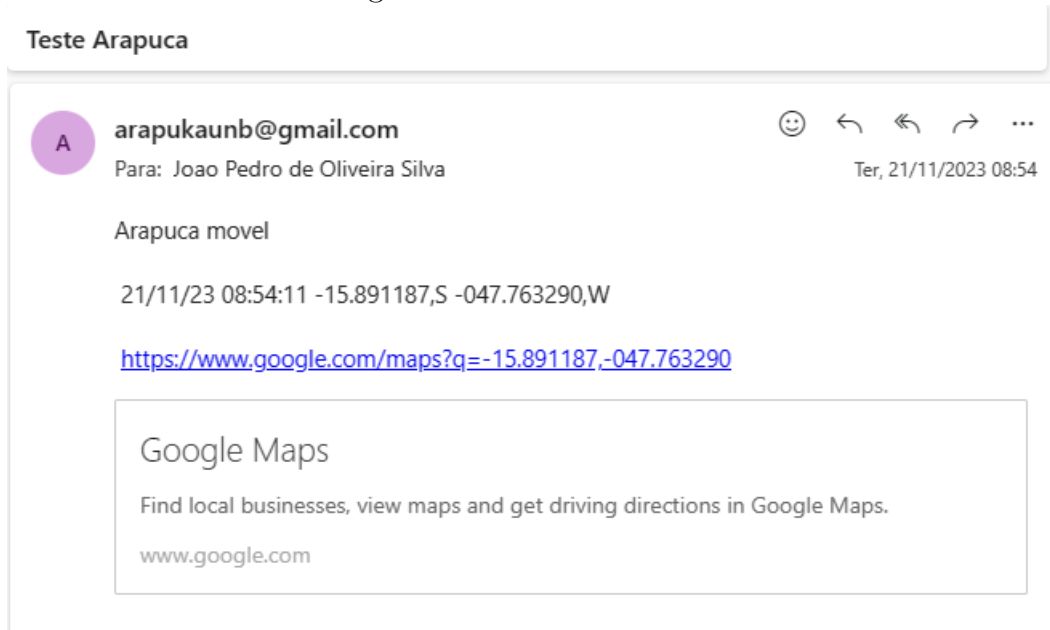 Teste Arapuca
A
arapukaunb@gmail.com
Para: Joao Pedro de Oliveira Silva
Ter, 21/11/2023 08:54
Arapuca movel
21/11/23 08:54:11 -15.891187,S -047.763290,W
https://www.google.com/maps?q=-15.891187,-047.763290
Google Maps
Find local businesses, view maps and get driving directions in Google Maps.
www.google.com